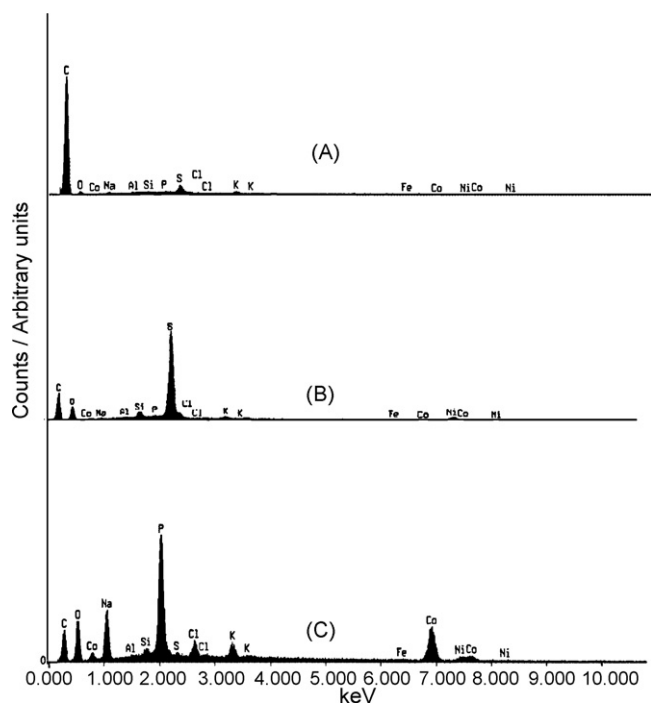 C
(A)
S Cl
O Co Na Al Si P Cl K K Fe Co NiCo Ni
S
C
(B)
O Co Na Al Si P Cl Cl K K Fe Co NiCo Ni
P
Na
C O Co Al Si S Cl Cl K K (C) Fe Co NiCo Ni
0
0.000 1.000 2.000 3.000 4.000 5.000 6.000 7.000 8.000 9.000 10.000
keV
Counts / Arbitrary units